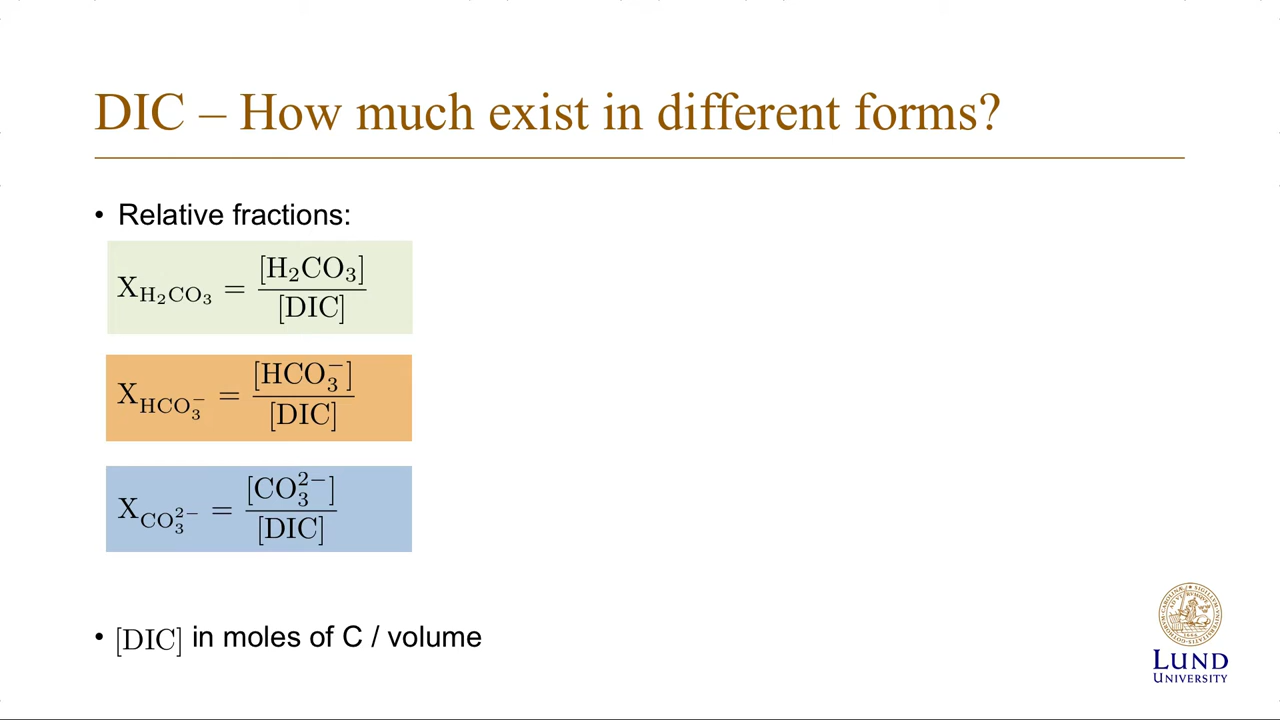 DIC – How much exist in different forms?
• Relative fractions:
X_{H₂CO₃} = [H₂CO₃] / [DIC]
X_{HCO₃⁻} = [HCO₃⁻] / [DIC]
X_{CO₃²⁻} = [CO₃²⁻] / [DIC]
• [DIC] in moles of C / volume
LUND
UNIVERSITY